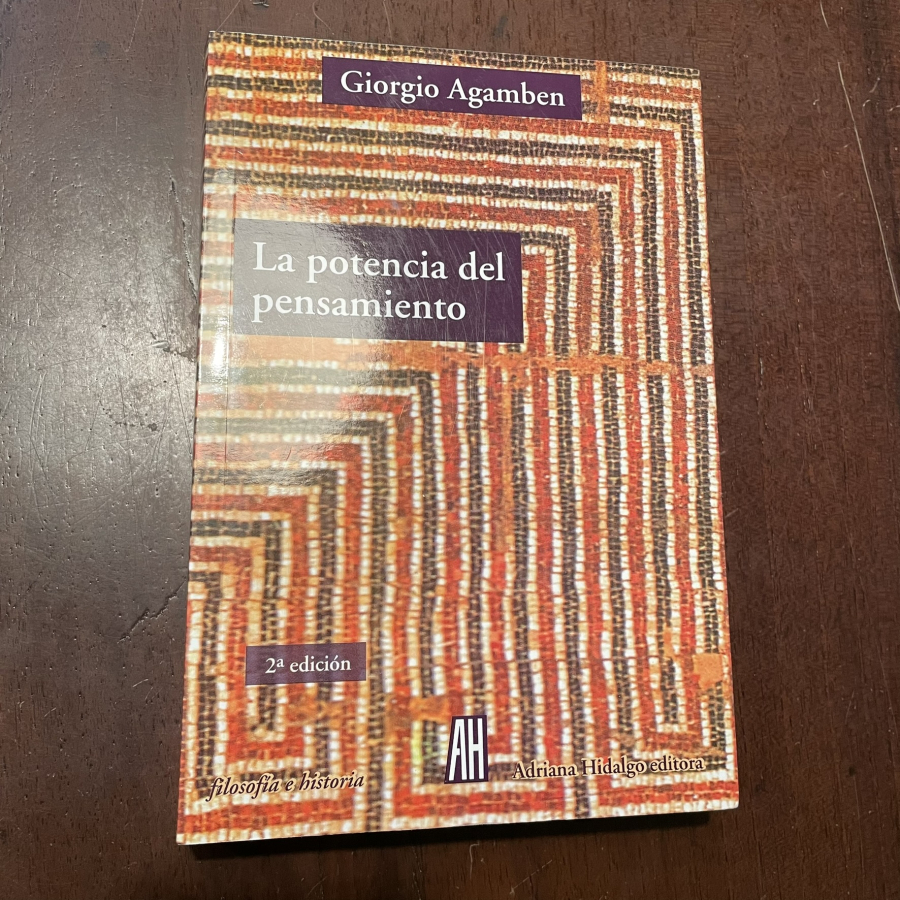 Giorgio Agamben
La potencia del
pensamiento
2ª edición
filosofía e historia
AH
Adriana Hidalgo editora